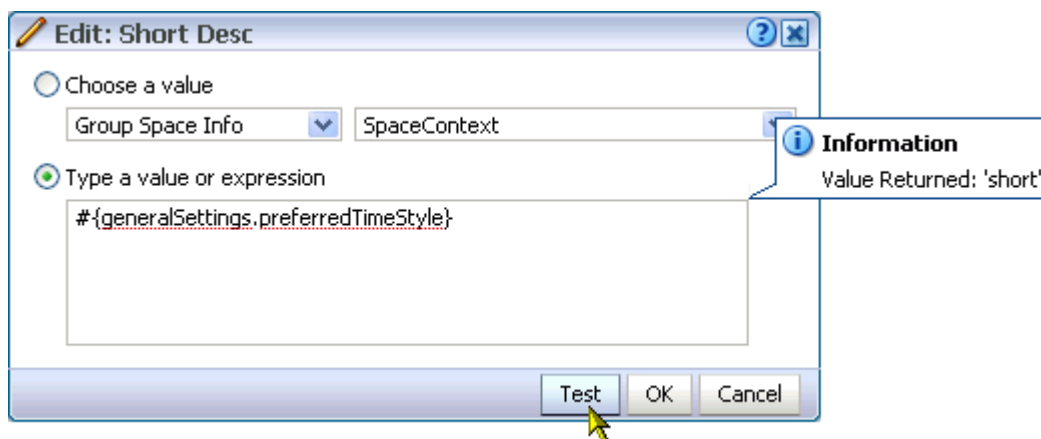 Edit: Short Desc
Choose a value
Group Space Info
SpaceContext
Information
Value Returned: 'short'
Type a value or expression
#{generalSettings.preferredTimeStyle}
Test
OK
Cancel